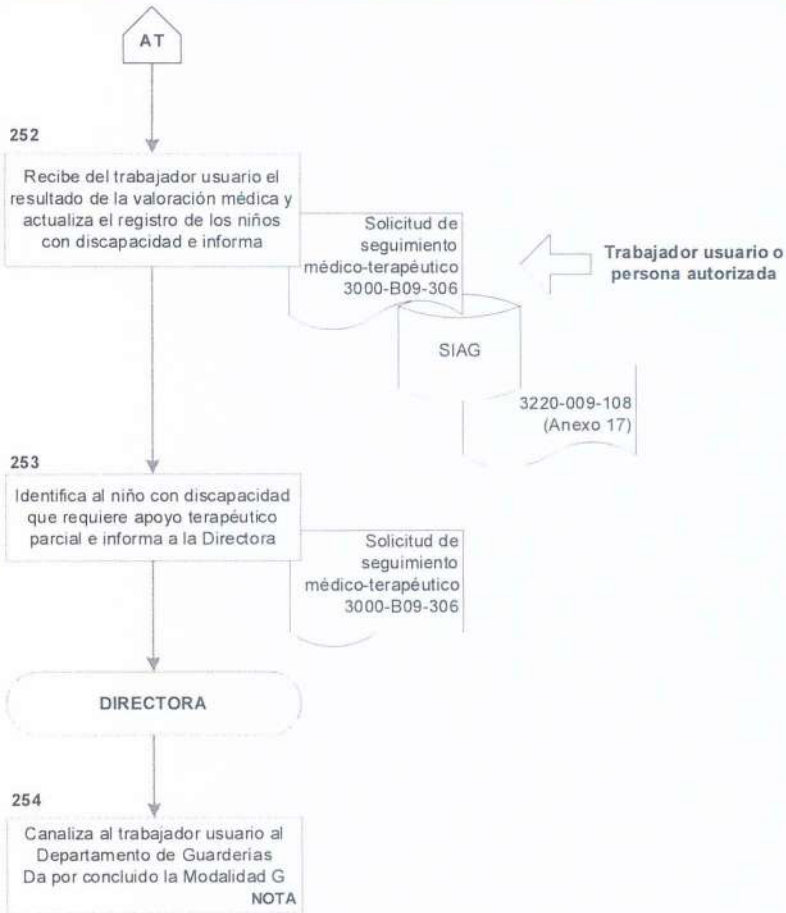 AT
252
Recibe del trabajador usuario el
resultado de la valoración médica y
actualiza el registro de los niños
con discapacidad e informa
Solicitud de
seguimiento
médico-terapéutico
3000-B09-306
Trabajador usuario o
persona autorizada
SIAG
3220-009-108
(Anexo 17)
253
Identifica al niño con discapacidad
que requiere apoyo terapéutico
parcial e informa a la Directora
Solicitud de
seguimiento
médico-terapéutico
3000-B09-306
DIRECTORA
254
Canaliza al trabajador usuario al
Departamento de Guarderías
Da por concluido la Modalidad G
NOTA